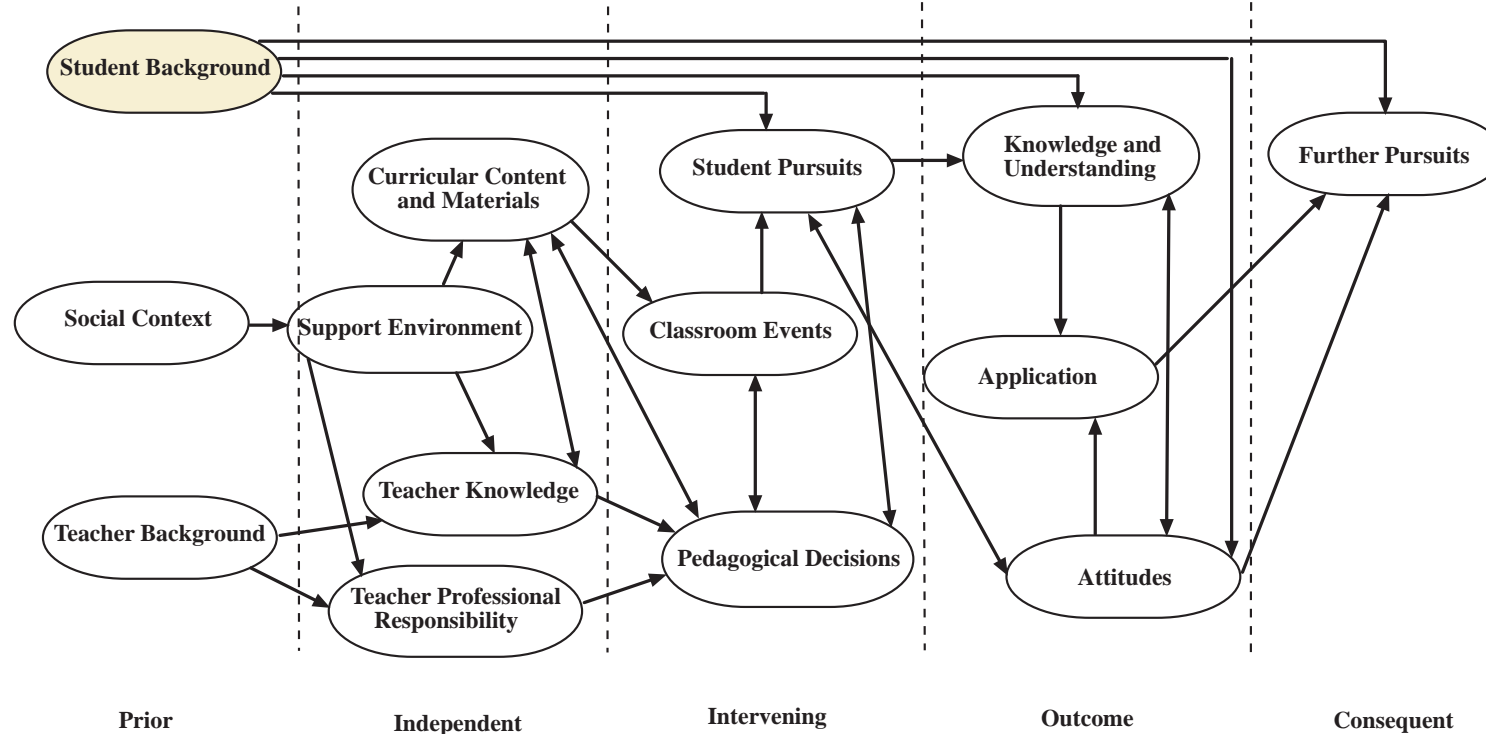 Student Background
Curricular Content
and Materials
Student Pursuits
Knowledge and
Understanding
Further Pursuits
Social Context
Support Environment
Classroom Events
Application
Teacher Background
Teacher Knowledge
Teacher Professional
Responsibility
Pedagogical Decisions
Attitudes
Prior
Independent
Intervening
Outcome
Consequent